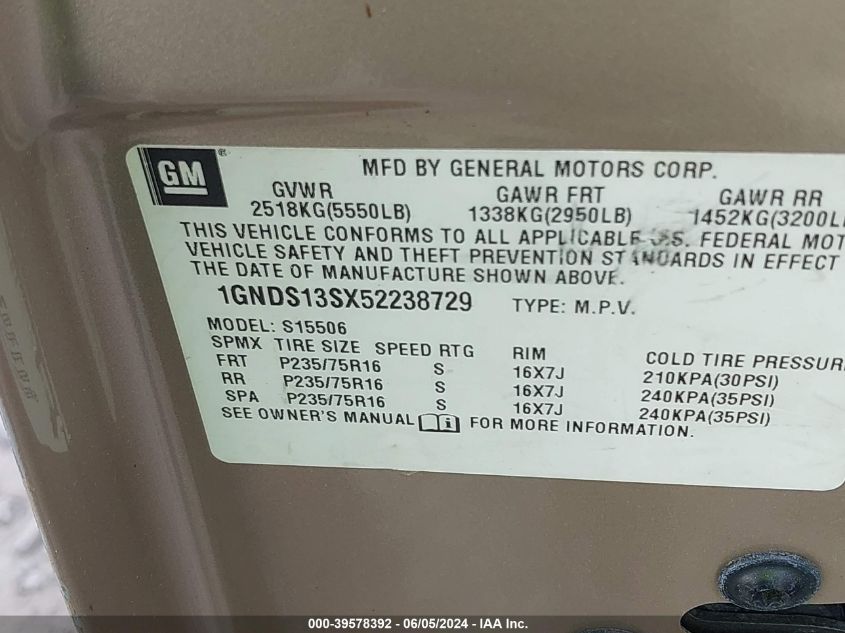 GM ®
MFD BY GENERAL MOTORS CORP.
GVWR GAWR FRT GAWR RR
2518KG(5550LB) 1338KG(2950LB) 1452KG(3200L
THIS VEHICLE CONFORMS TO ALL APPLICABLE U.S. FEDERAL MOT
VEHICLE SAFETY AND THEFT PREVENTION STANDARDS IN EFFECT
THE DATE OF MANUFACTURE SHOWN ABOVE.
1GNDS13SX52238729 TYPE: M.P.V.
MODEL: S15506
SPMX TIRE SIZE SPEED RTG RIM COLD TIRE PRESSUR
FRT P235/75R16 S 16X7J 210KPA(30PSI)
RR P235/75R16 S 16X7J 240KPA(35PSI)
SPA P235/75R16 S 16X7J 240KPA(35PSI)
SEE OWNER'S MANUAL i FOR MORE INFORMATION.
000-39578392 - 06/05/2024 - IAA Inc.